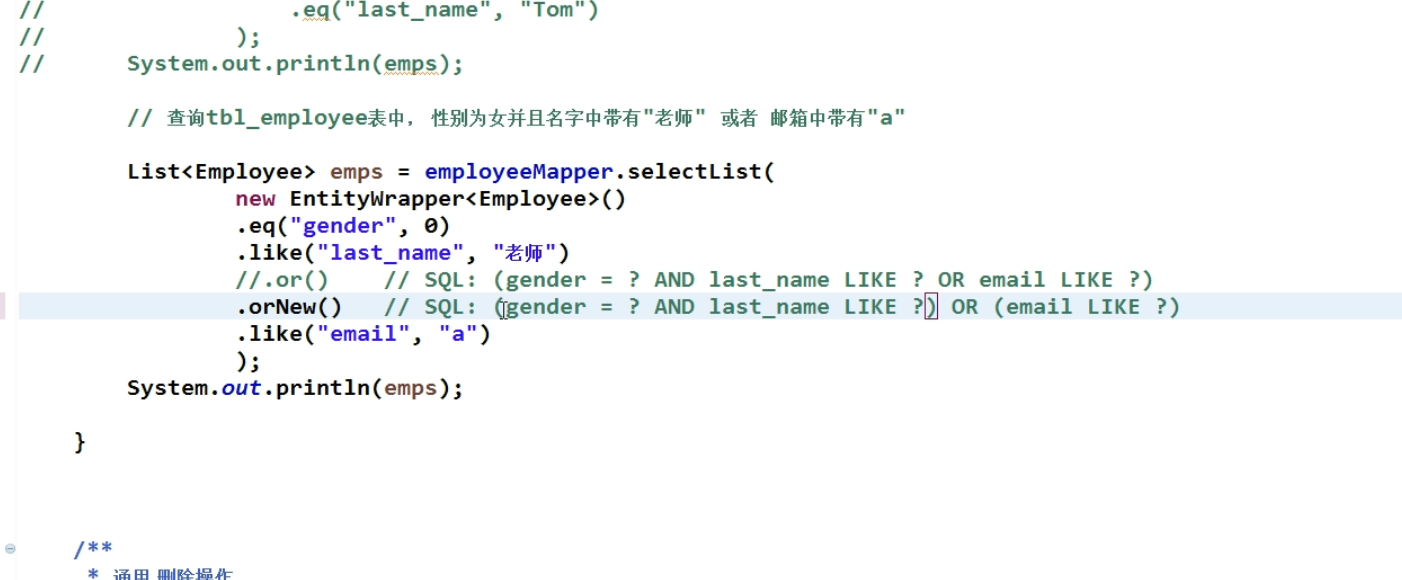 //                  .eq("last_name", "Tom")
//              );
//      System.out.println(emps);
// 查询tbl_employee表中， 性别为女并且名字中带有"老师" 或者 邮箱中带有"a"
List<Employee> emps = employeeMapper.selectList(
new EntityWrapper<Employee>()
.eq("gender", 0)
.like("last_name", "老师")
//.or()    // SQL: (gender = ? AND last_name LIKE ? OR email LIKE ?)
.orNew()   // SQL: (gender = ? AND last_name LIKE ?) OR (email LIKE ?)
.like("email", "a")
);
System.out.println(emps);
}
/**
* 通用 删除操作